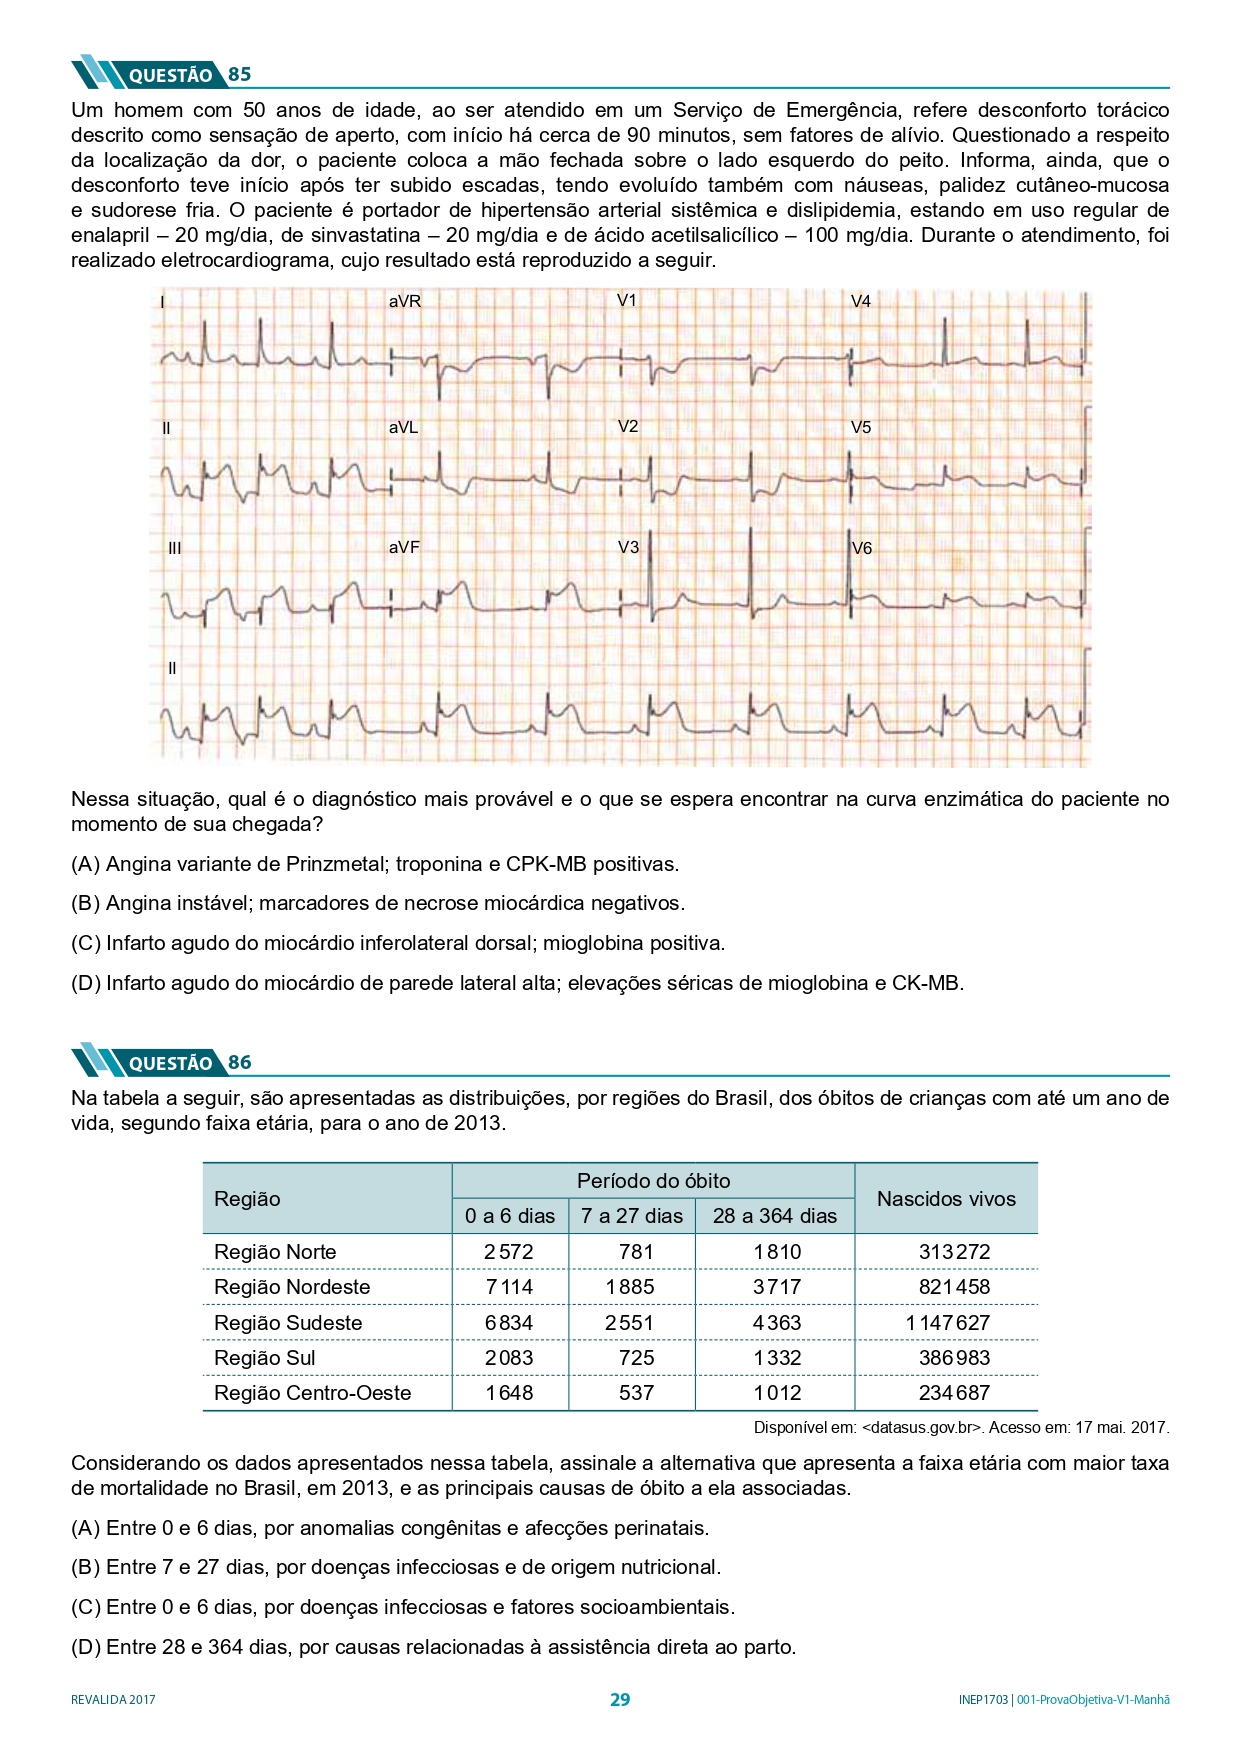 QUESTÃO 85
Um homem com 50 anos de idade, ao ser atendido em um Serviço de Emergência, refere desconforto torácico
descrito como sensação de aperto, com início há cerca de 90 minutos, sem fatores de alívio. Questionado a respeito
da localização da dor, o paciente coloca a mão fechada sobre o lado esquerdo do peito. Informa, ainda, que o
desconforto teve início após ter subido escadas, tendo evoluído também com náuseas, palidez cutâneo-mucosa
e sudorese fria. O paciente é portador de hipertensão arterial sistêmica e dislipidemia, estando em uso regular de
enalapril – 20 mg/dia, de sinvastatina – 20 mg/dia e de ácido acetilsalicílico – 100 mg/dia. Durante o atendimento, foi
realizado eletrocardiograma, cujo resultado está reproduzido a seguir.
I aVR V1 V4
II aVL V2 V5
III aVF V3 V6
II
Nessa situação, qual é o diagnóstico mais provável e o que se espera encontrar na curva enzimática do paciente no
momento de sua chegada?
(A) Angina variante de Prinzmetal; troponina e CPK-MB positivas.
(B) Angina instável; marcadores de necrose miocárdica negativos.
(C) Infarto agudo do miocárdio inferolateral dorsal; mioglobina positiva.
(D) Infarto agudo do miocárdio de parede lateral alta; elevações séricas de mioglobina e CK-MB.
QUESTÃO 86
Na tabela a seguir, são apresentadas as distribuições, por regiões do Brasil, dos óbitos de crianças com até um ano de
vida, segundo faixa etária, para o ano de 2013.
Região Período do óbito Nascidos vivos
0 a 6 dias 7 a 27 dias 28 a 364 dias
Região Norte 2 572 781 1 810 313 272
Região Nordeste 7 114 1 885 3 717 821 458
Região Sudeste 6 834 2 551 4 363 1 147 627
Região Sul 2 083 725 1 332 386 983
Região Centro-Oeste 1 648 537 1 012 234 687
Disponível em: <datasus.gov.br>. Acesso em: 17 mai. 2017.
Considerando os dados apresentados nessa tabela, assinale a alternativa que apresenta a faixa etária com maior taxa
de mortalidade no Brasil, em 2013, e as principais causas de óbito a ela associadas.
(A) Entre 0 e 6 dias, por anomalias congênitas e afecções perinatais.
(B) Entre 7 e 27 dias, por doenças infecciosas e de origem nutricional.
(C) Entre 0 e 6 dias, por doenças infecciosas e fatores socioambientais.
(D) Entre 28 e 364 dias, por causas relacionadas à assistência direta ao parto.
REVALIDA 2017 29 INEP1703 | 001-ProvaObjetiva-V1-Manhã